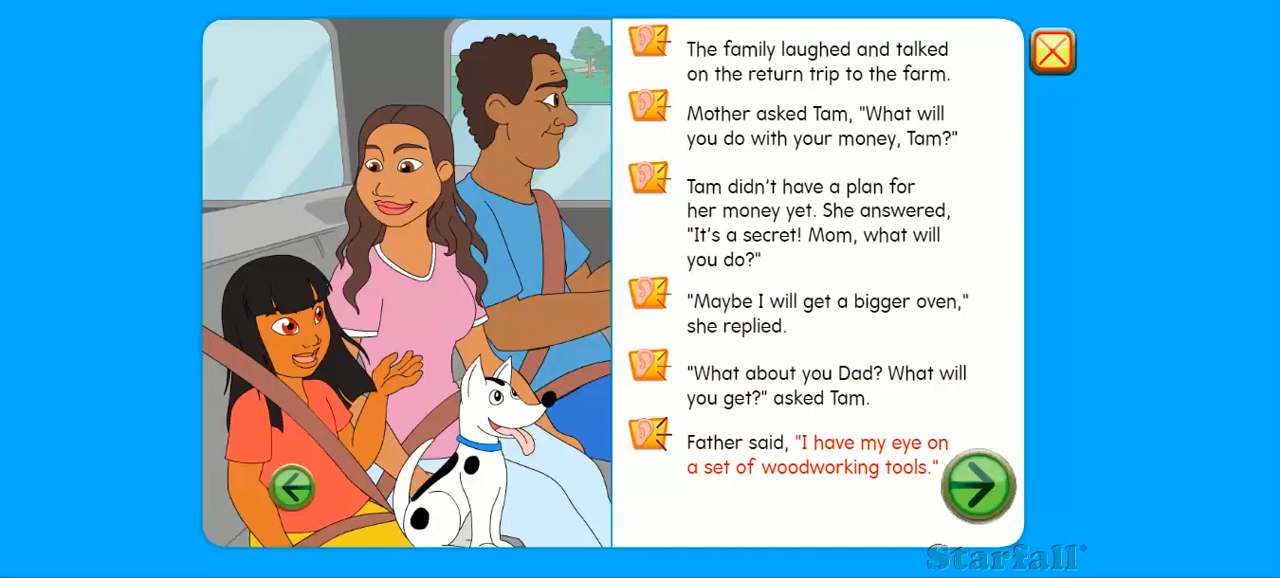 The family laughed and talked
on the return trip to the farm.
Mother asked Tam, "What will
you do with your money, Tam?"
Tam didn't have a plan for
her money yet. She answered,
"It's a secret! Mom, what will
you do?"
"Maybe I will get a bigger oven,"
she replied.
"What about you Dad? What will
you get?" asked Tam.
Father said, "I have my eye on
a set of woodworking tools."
Starfall